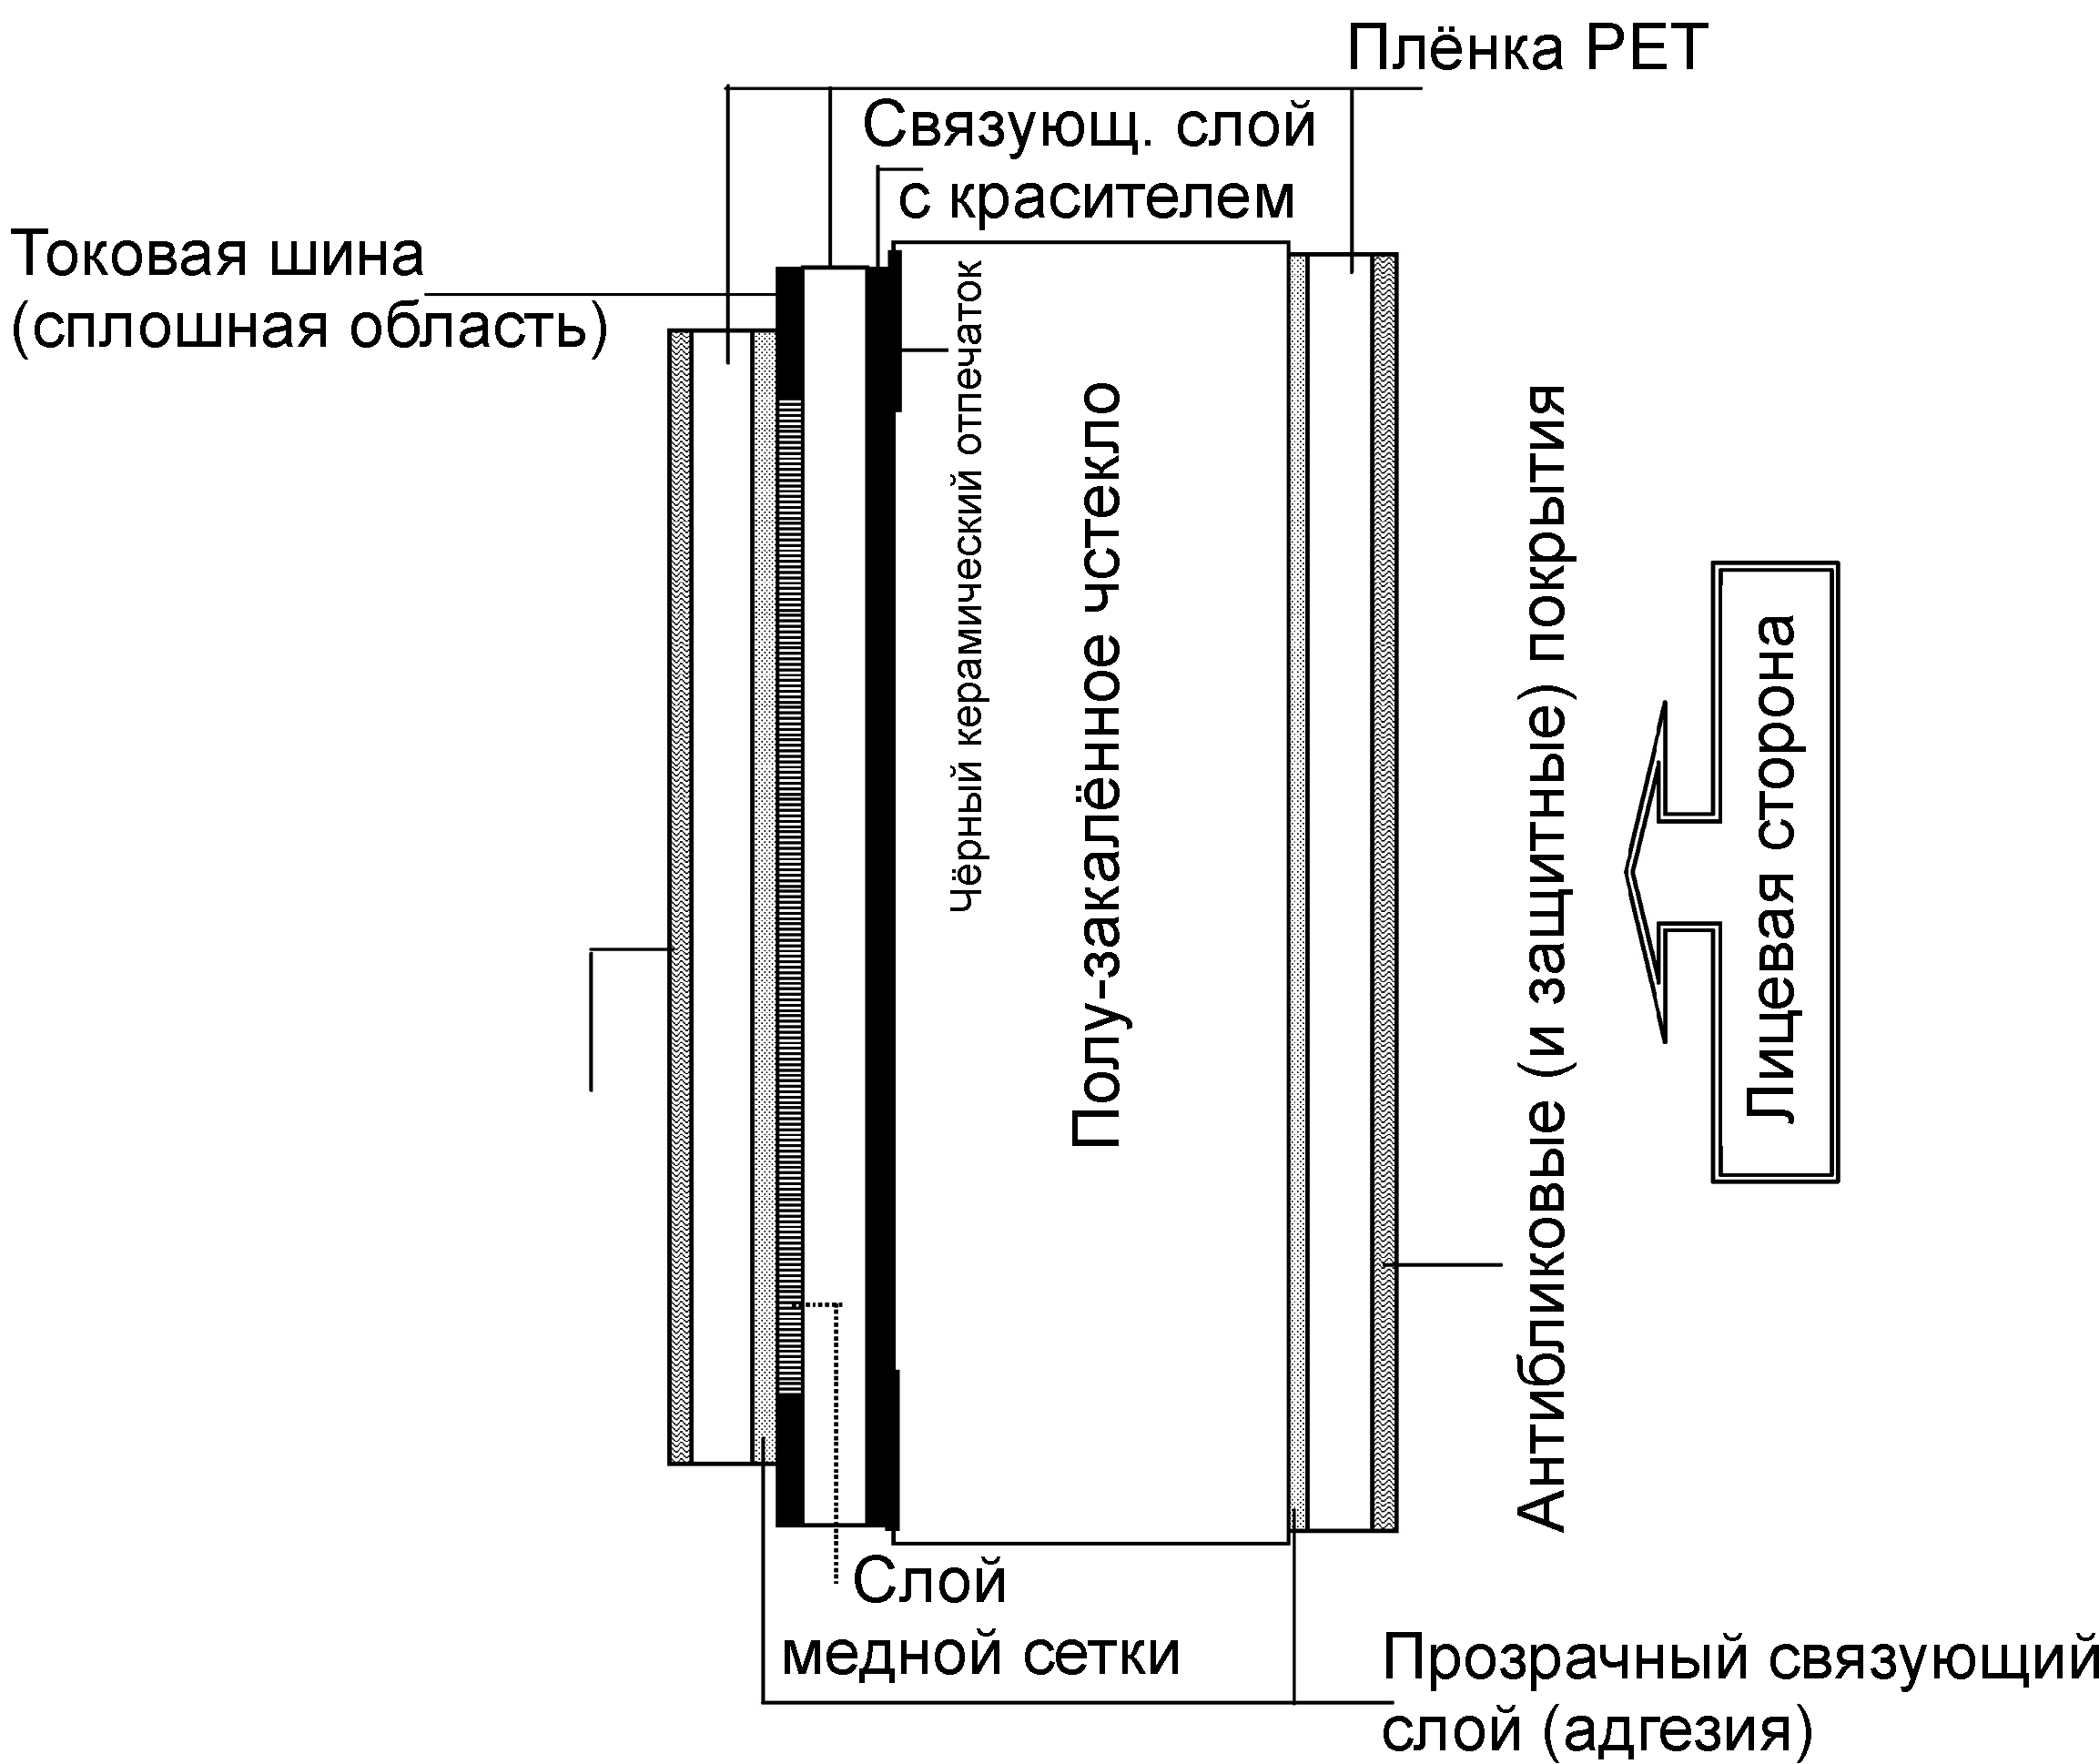 Плёнка PET
Связующ. слой
с красителем
Токовая шина
(сплошная область)
Чёрный керамический отпечаток
Полу-закалённое чстекло
Антибликовые (и защитные) покрытия
Лицевая сторона
Слой
медной сетки
Прозрачный связующий
слой (адгезия)